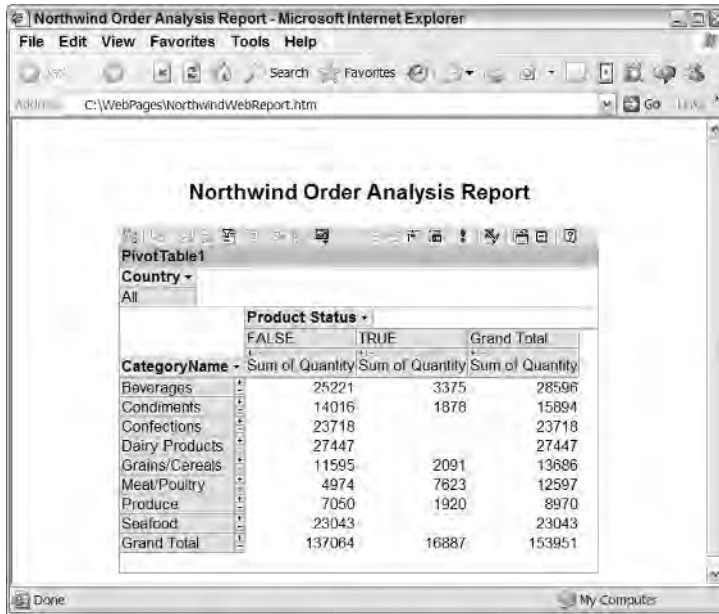 Northwind Order Analysis Report - Microsoft Internet Explorer
File Edit View Favorites Tools Help
Search Favorites
Address C:\WebPages\NorthwindWebReport.htm Go Links
Northwind Order Analysis Report
PivotTable1
Country
All
Product Status
FALSE TRUE Grand Total
CategoryName Sum of Quantity Sum of Quantity Sum of Quantity
Beverages 25221 3375 28596
Condiments 14016 1878 15894
Confections 23718 23718
Dairy Products 27447 27447
Grains/Cereals 11595 2091 13686
Meat/Poultry 4974 7623 12597
Produce 7050 1920 8970
Seafood 23043 23043
Grand Total 137064 16887 153951
Done My Computer